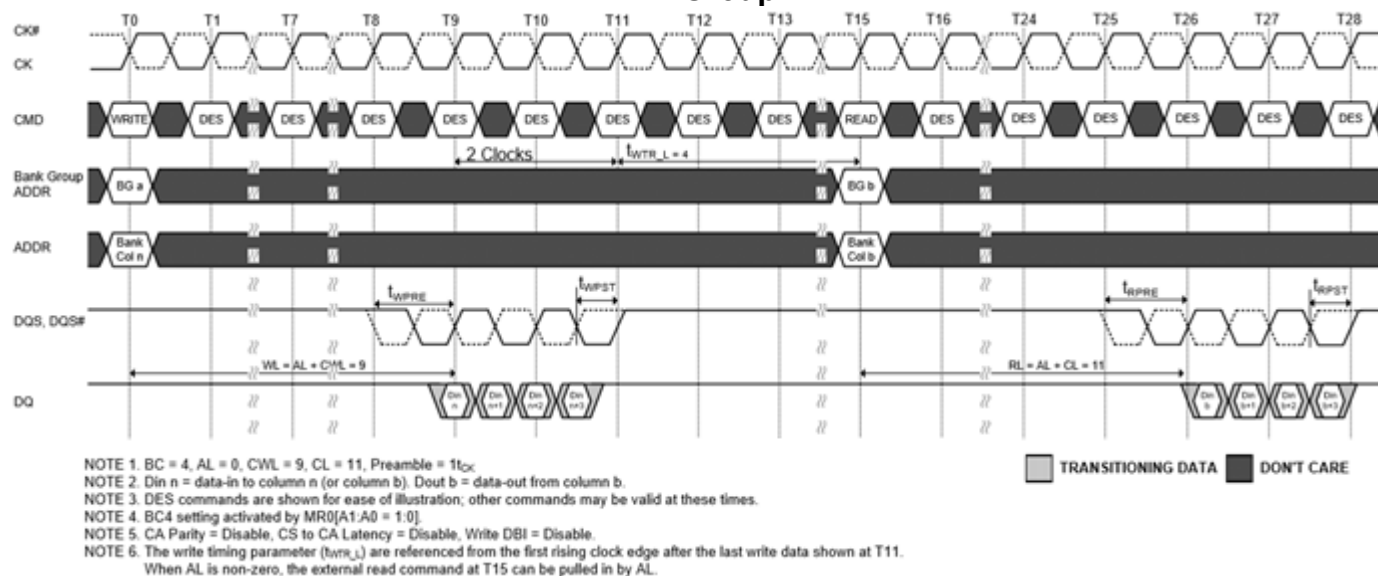 T0 T1 T7 T8 T9 T10 T11 T12 T13 T15 T16 T24 T25 T26 T27 T28
CK#
CK
CMD WRITE DES DES DES DES DES DES DES DES READ DES DES DES DES DES DES
2 Clocks tWTR_L = 4
Bank Group
ADDR
BG a BG b
ADDR
Bank
Col n
Bank
Col b
tWPRE tWPST tRPRE tRPST
DQS, DQS#
WL = AL + CWL = 9 RL = AL + CL = 11
DQ
Din n Din n+1 Din n+2 Din n+3 Din b Din b+1 Din b+2 Din b+3
NOTE 1. BC = 4, AL = 0, CWL = 9, CL = 11, Preamble = 1tCK
NOTE 2. Din n = data-in to column n (or column b). Dout b = data-out from column b.
NOTE 3. DES commands are shown for ease of illustration; other commands may be valid at these times.
NOTE 4. BC4 setting activated by MR0[A1:A0 = 1:0].
NOTE 5. CA Parity = Disable, CS to CA Latency = Disable, Write DBI = Disable.
NOTE 6. The write timing parameter (tWTR_L) are referenced from the first rising clock edge after the last write data shown at T11.
When AL is non-zero, the external read command at T15 can be pulled in by AL.
TRANSITIONING DATA DON'T CARE